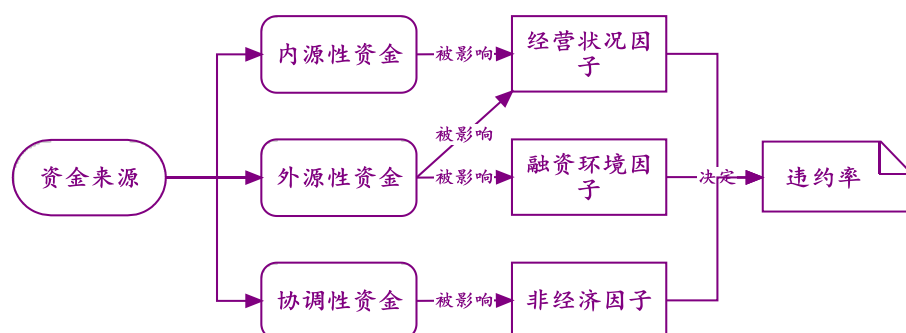 内源性资金
被影响
经营状况因
子
被影响
资金来源
外源性资金
被影响
融资环境因
子
决定
违约率
协调性资金
被影响
非经济因子